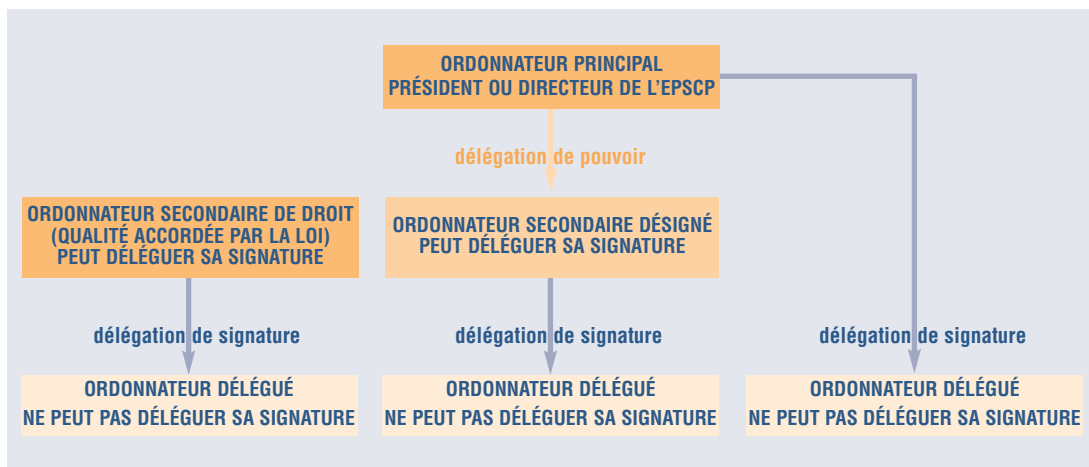 ORDONNATEUR PRINCIPAL
PRÉSIDENT OU DIRECTEUR DE L'EPSCP
délégation de pouvoir
ORDONNATEUR SECONDAIRE DE DROIT
(QUALITÉ ACCORDÉE PAR LA LOI)
PEUT DÉLÉGUER SA SIGNATURE
ORDONNATEUR SECONDAIRE DÉSIGNÉ
PEUT DÉLÉGUER SA SIGNATURE
délégation de signature
délégation de signature
délégation de signature
ORDONNATEUR DÉLÉGUÉ
NE PEUT PAS DÉLÉGUER SA SIGNATURE
ORDONNATEUR DÉLÉGUÉ
NE PEUT PAS DÉLÉGUER SA SIGNATURE
ORDONNATEUR DÉLÉGUÉ
NE PEUT PAS DÉLÉGUER SA SIGNATURE